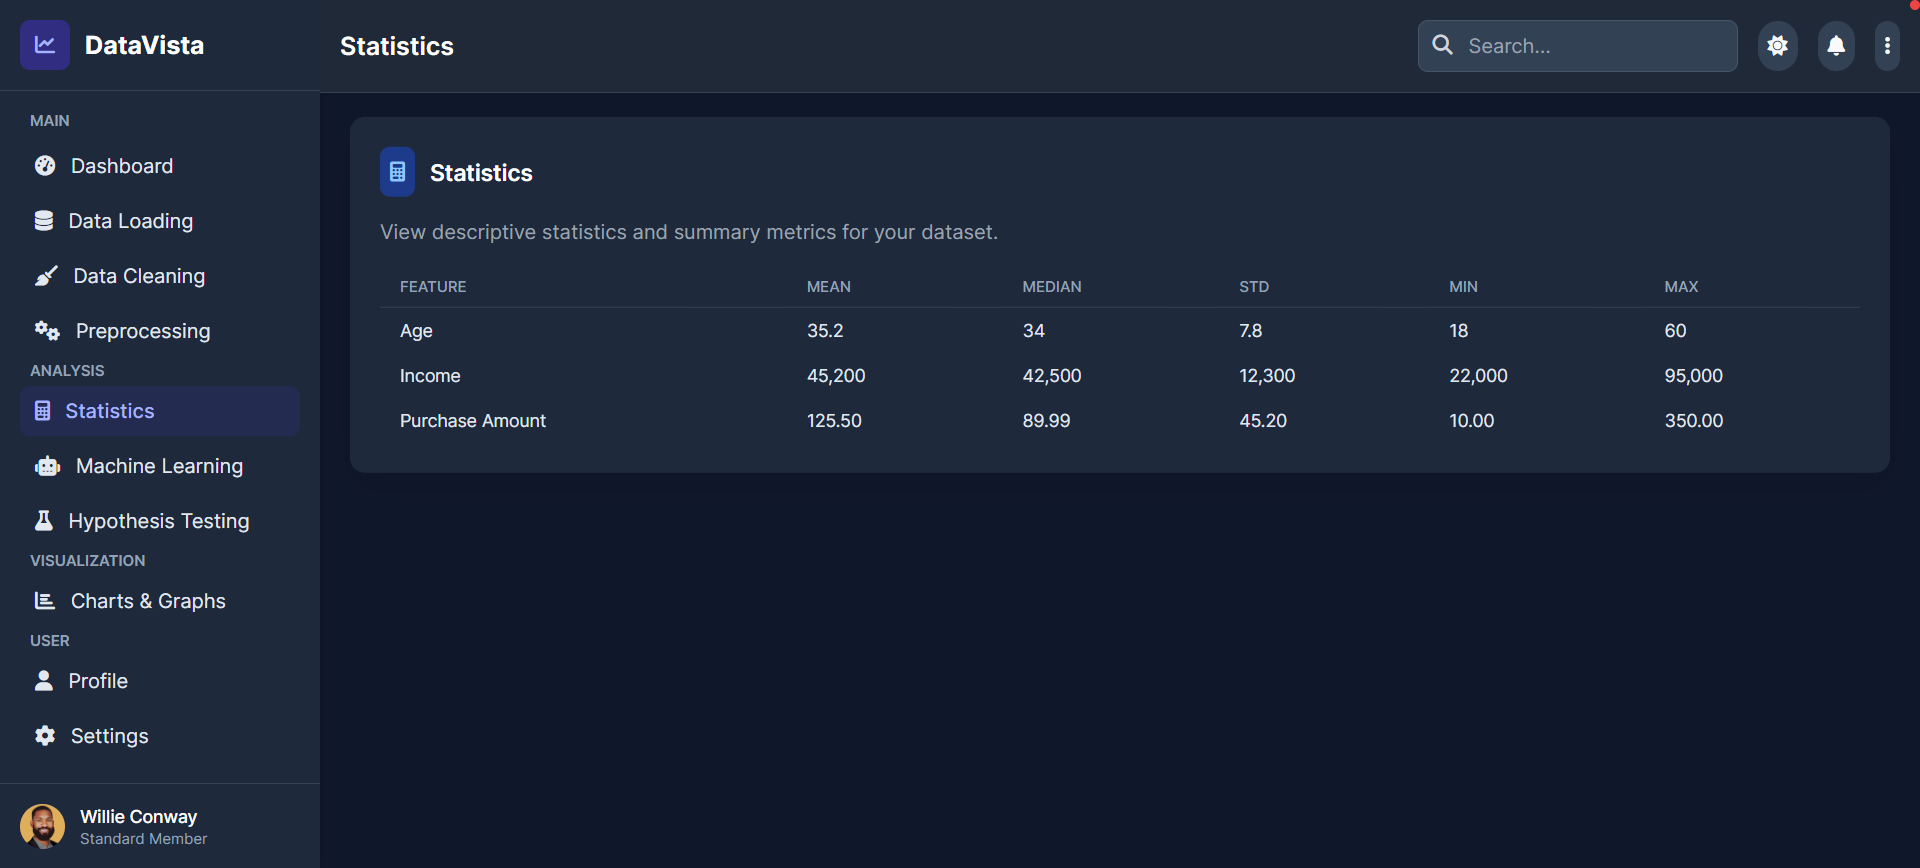 DataVista
Statistics
Search...
MAIN
Dashboard
Data Loading
Data Cleaning
Preprocessing
ANALYSIS
Statistics
Machine Learning
Hypothesis Testing
VISUALIZATION
Charts & Graphs
USER
Profile
Settings
Willie Conway
Standard Member
Statistics
View descriptive statistics and summary metrics for your dataset.
FEATURE MEAN MEDIAN STD MIN MAX
Age 35.2 34 7.8 18 60
Income 45,200 42,500 12,300 22,000 95,000
Purchase Amount 125.50 89.99 45.20 10.00 350.00